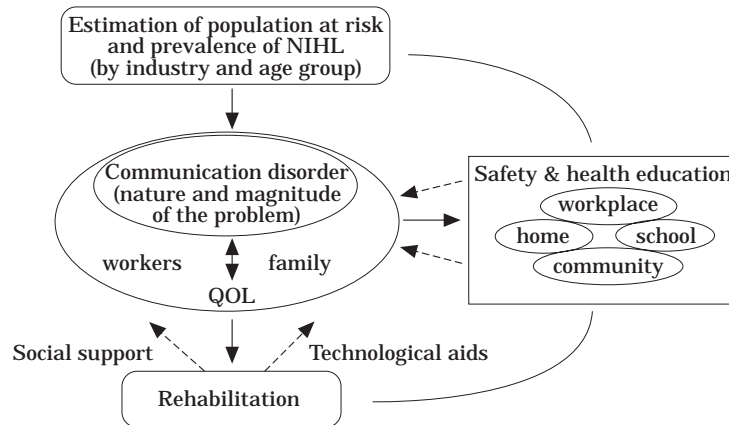 Estimation of population at risk
and prevalence of NIHL
(by industry and age group)
Communication disorder
(nature and magnitude
of the problem)
workers
family
QOL
Safety & health education
workplace
home
school
community
Social support
Technological aids
Rehabilitation